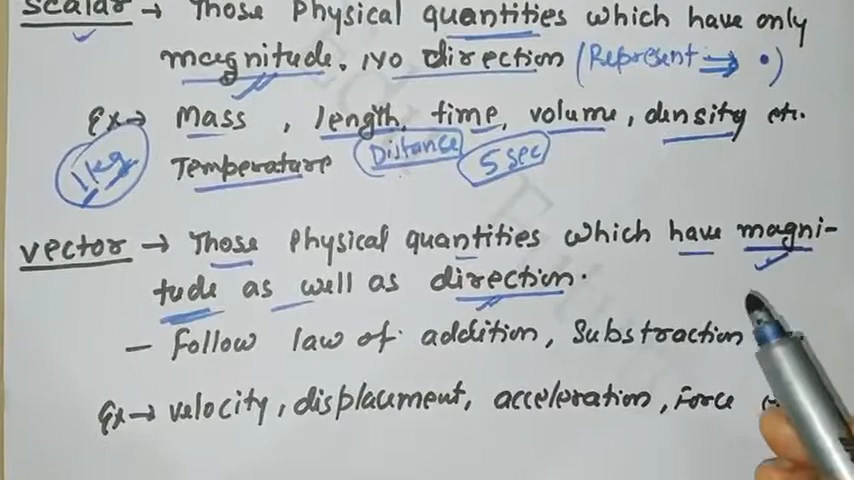 Scalar → Those Physical quantities which have only
magnitude. No direction (Represent ⇒ •)
Ex→ Mass, length, time, volume, density etc.
1kg Temperature Distance 5 sec
vector → Those Physical quantities which have magni-
tude as well as direction.
- Follow law of addition, Substraction
Ex→ velocity, displacement, acceleration, Force